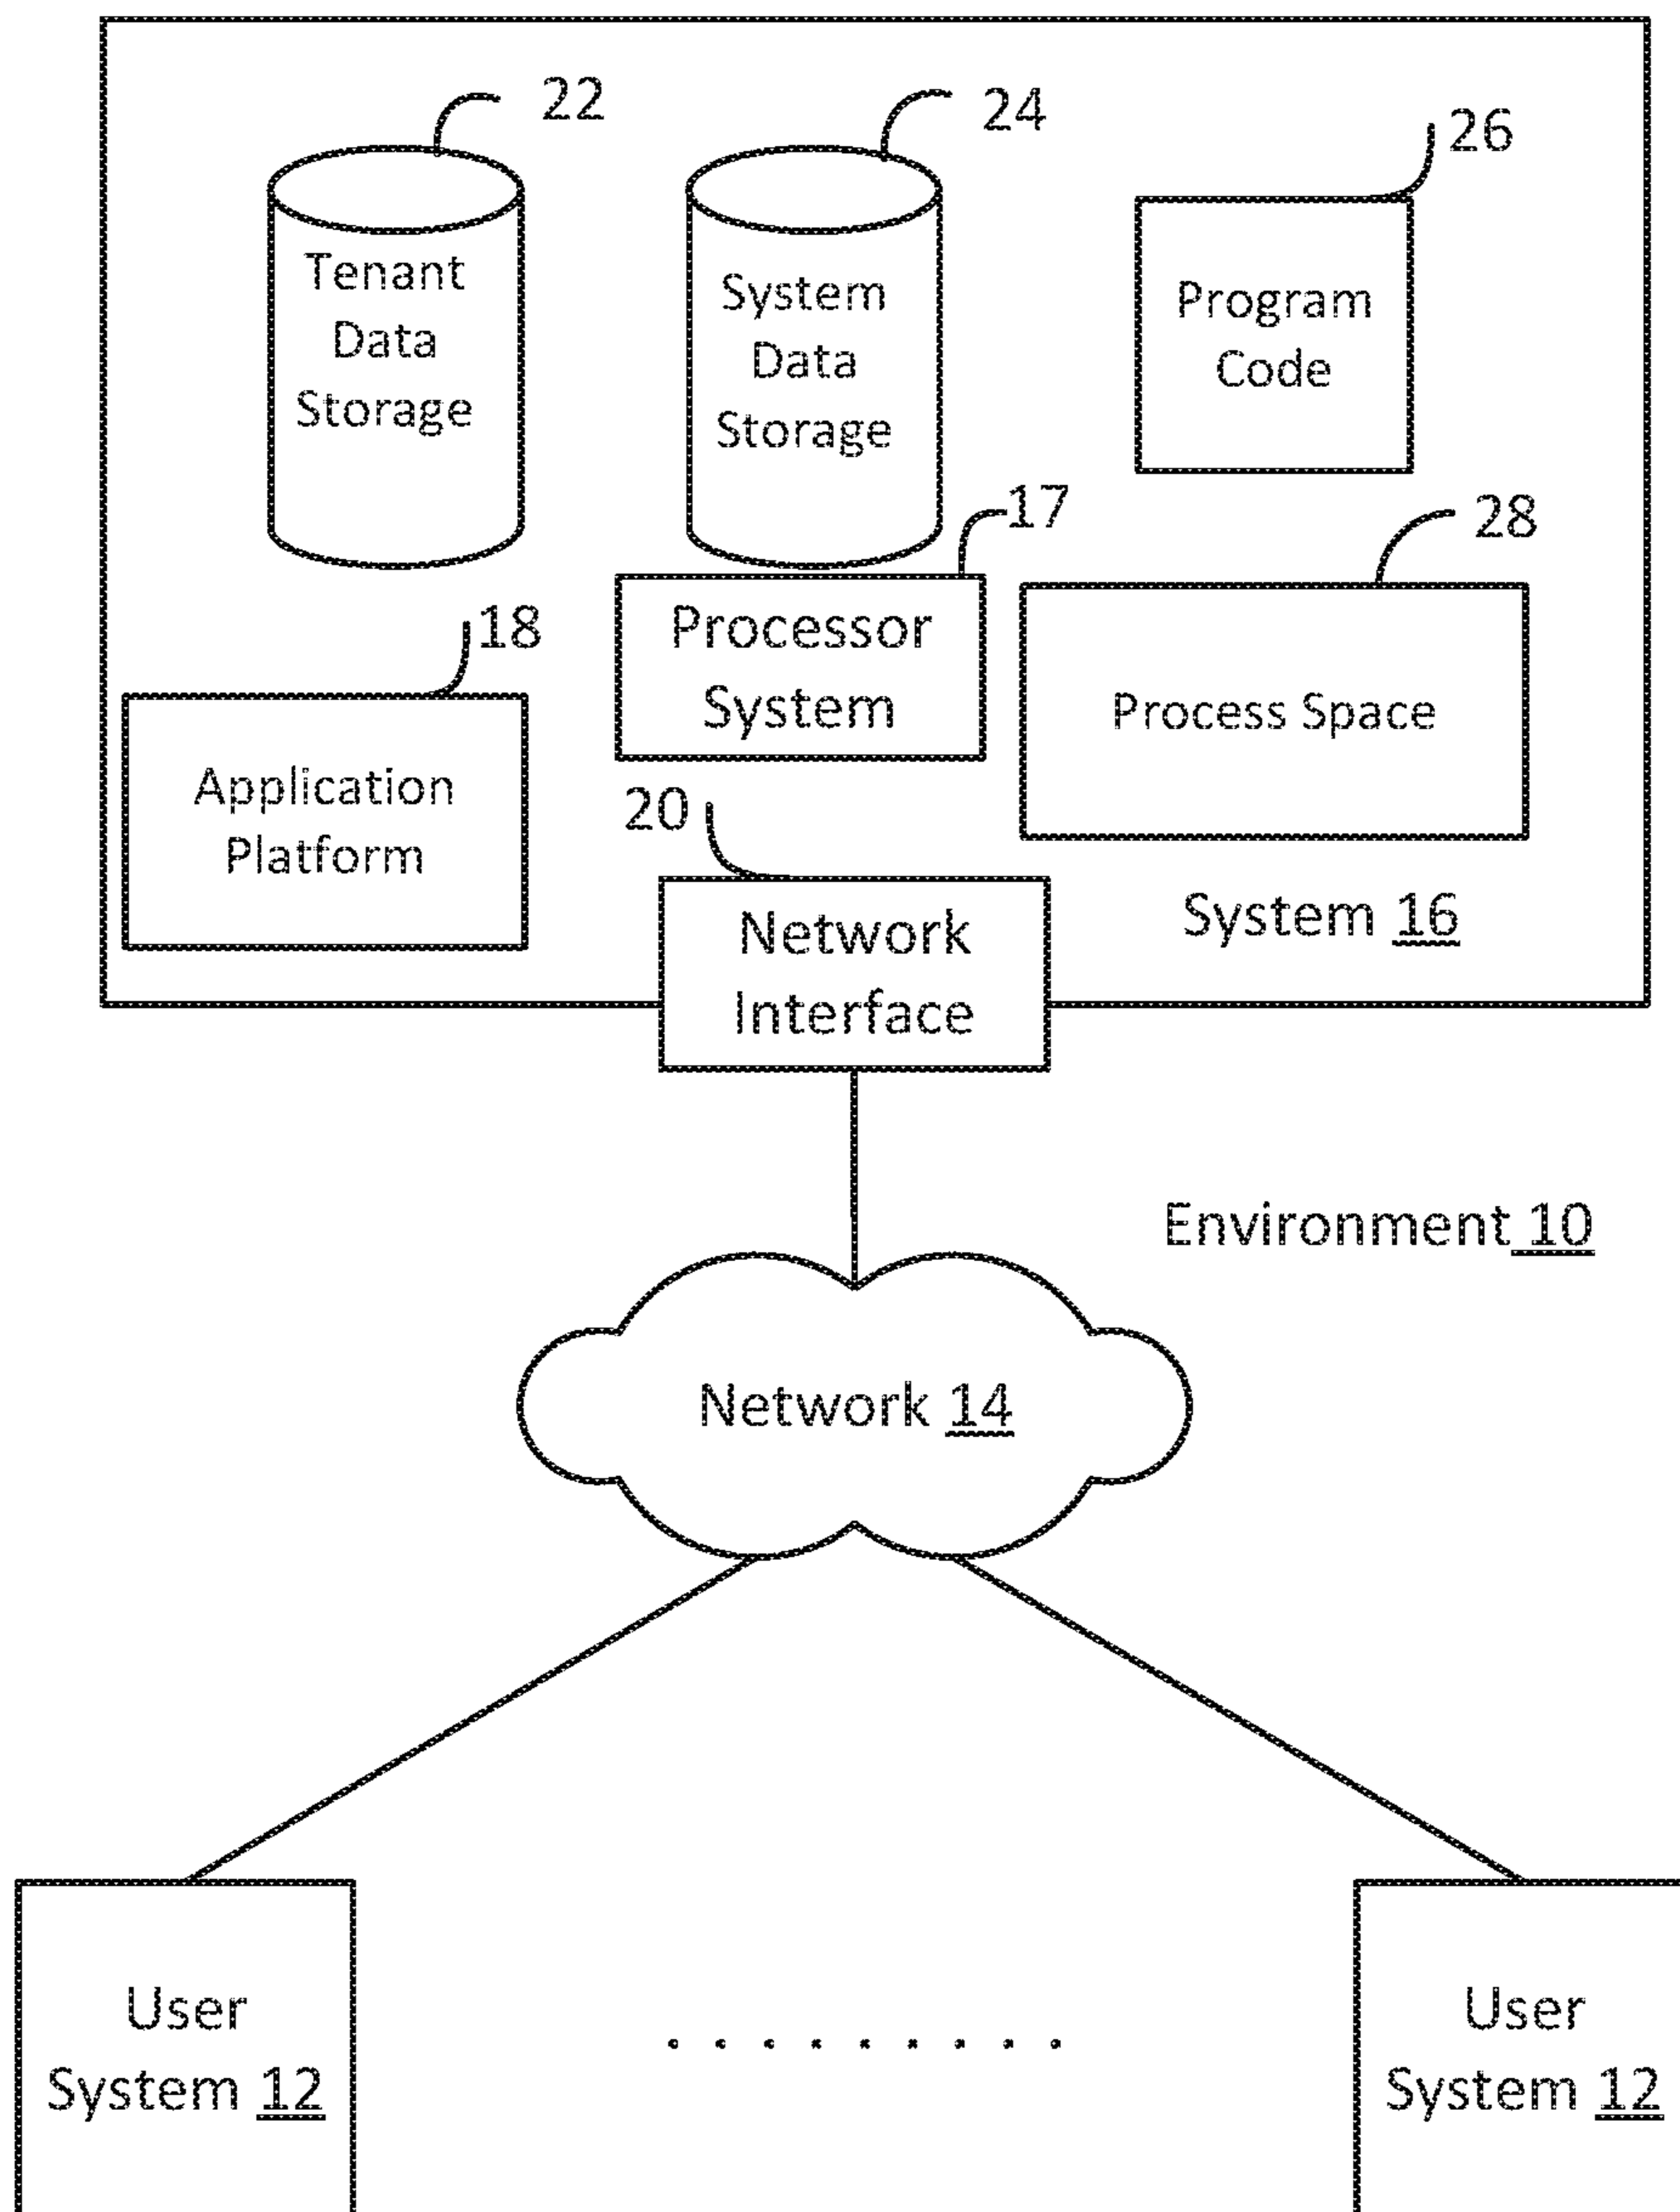 22
24
26
Tenant
Data
Storage
System
Data
Storage
Program
Code
17
28
18
Processor
System
Process Space
Application
Platform
20
Network
Interface
System 16
Environment 10
Network 14
User
System 12
. . . . . . . . .
User
System 12